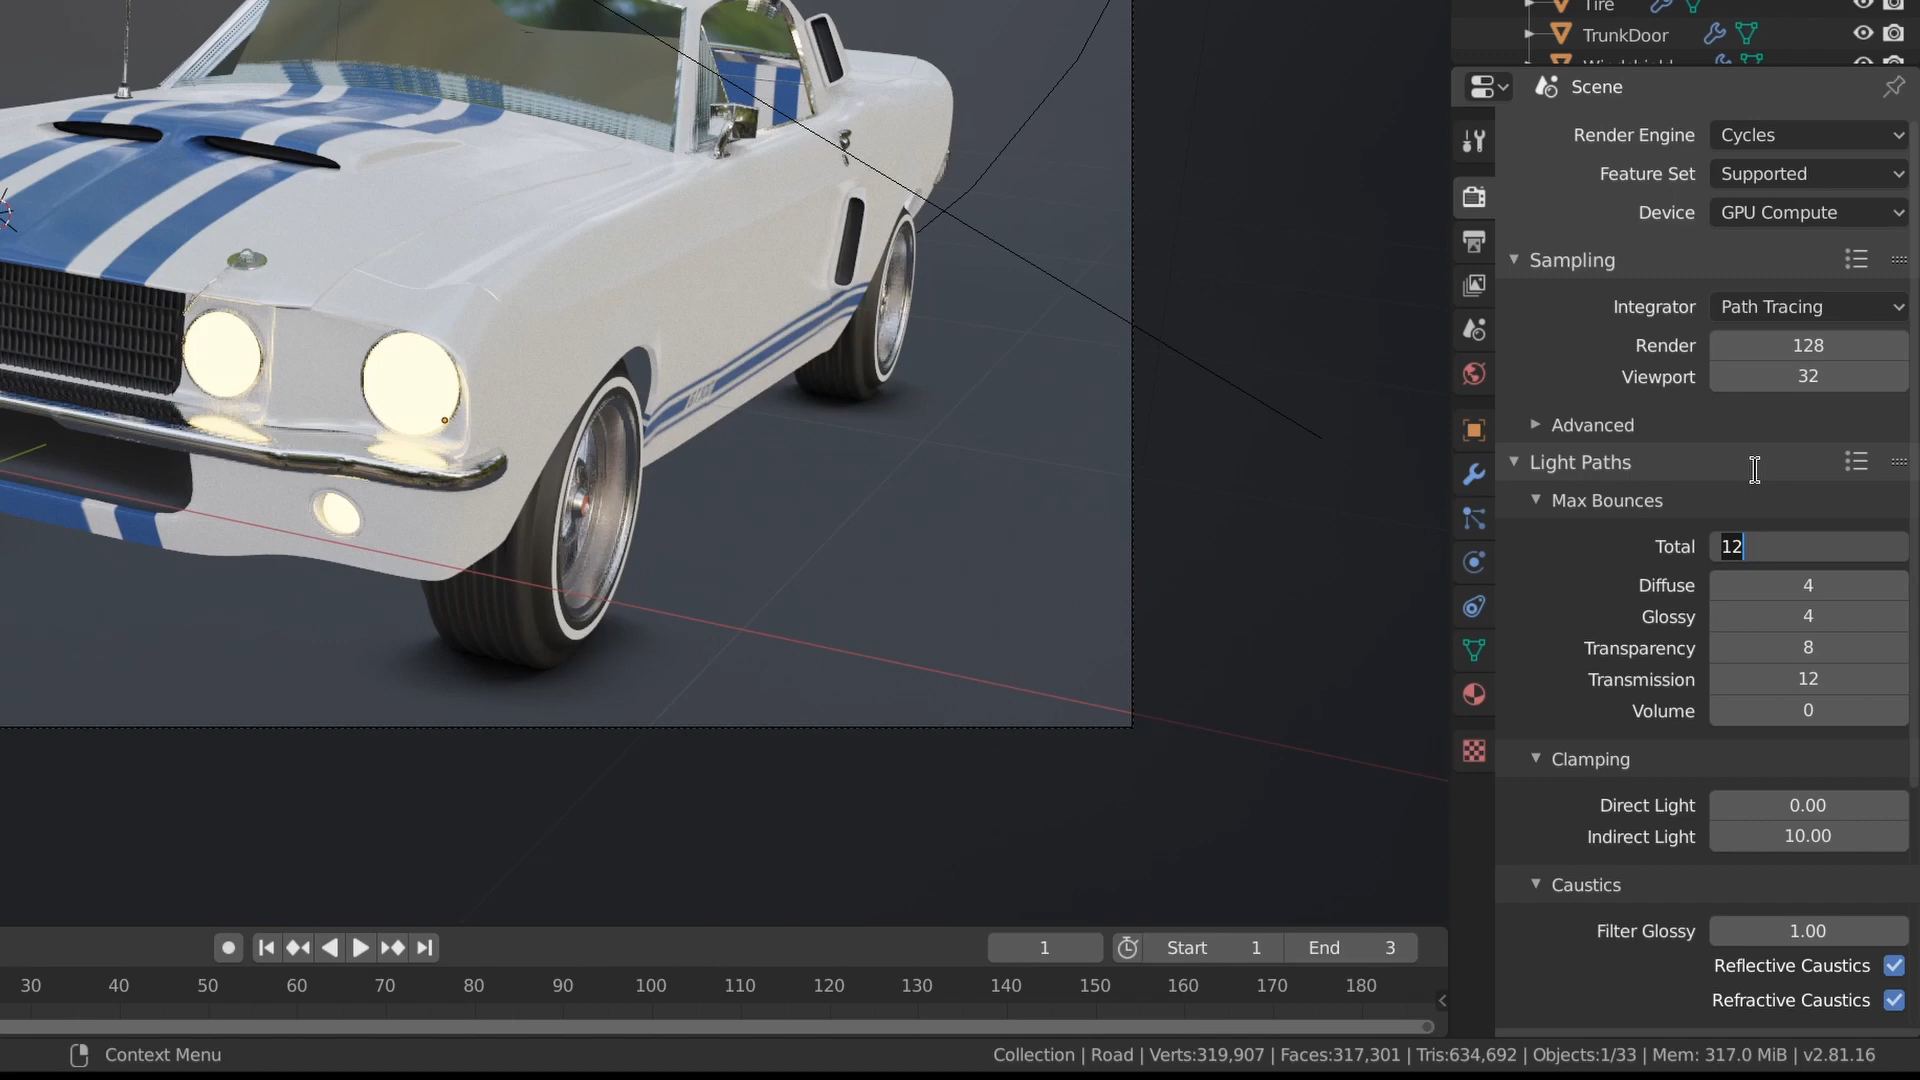 Tire
TrunkDoor
Windshield
Scene
Render Engine Cycles
Feature Set Supported
Device GPU Compute
Sampling
Integrator Path Tracing
Render 128
Viewport 32
Advanced
Light Paths
Max Bounces
Total 12
Diffuse 4
Glossy 4
Transparency 8
Transmission 12
Volume 0
Clamping
Direct Light 0.00
Indirect Light 10.00
Caustics
Filter Glossy 1.00
Reflective Caustics
Refractive Caustics
1 Start 1 End 3
30 40 50 60 70 80 90 100 110 120 130 140 150 160 170 180
Context Menu
Collection | Road | Verts:319,907 | Faces:317,301 | Tris:634,692 | Objects:1/33 | Mem: 317.0 MiB | v2.81.16